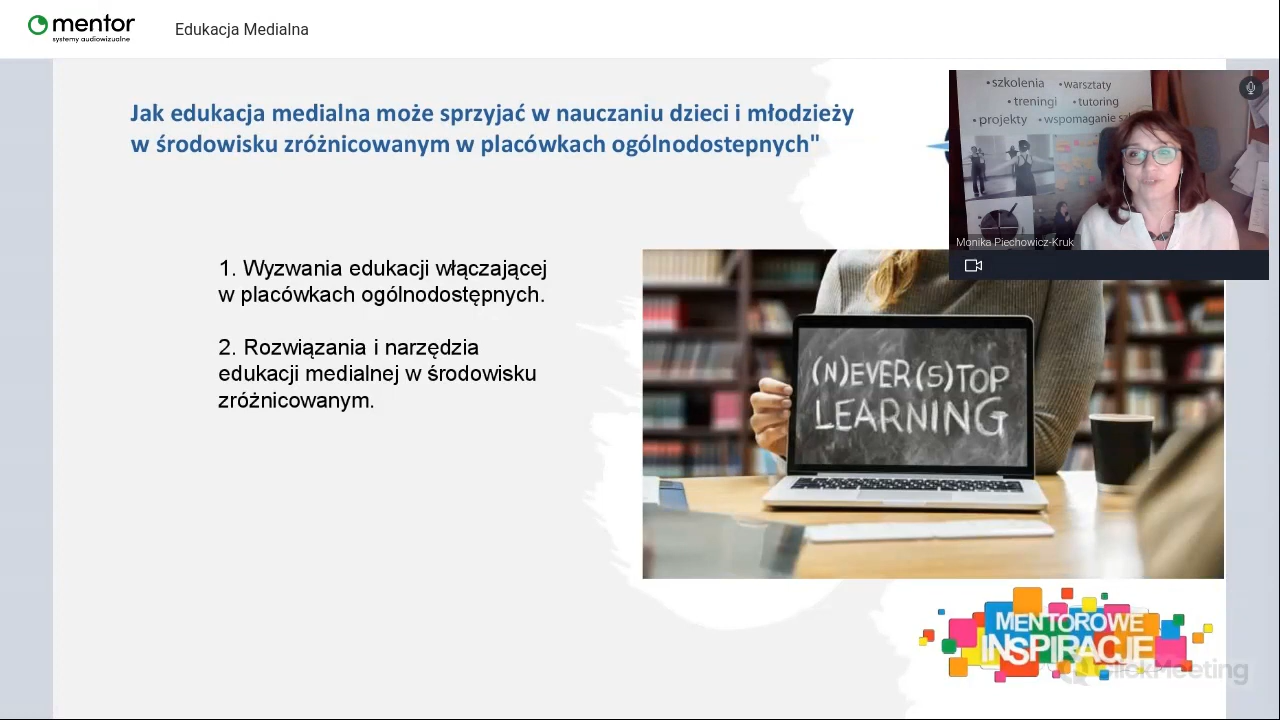 mentor
systemy audiowizualne
Edukacja Medialna
Jak edukacja medialna może sprzyjać w nauczaniu dzieci i młodzieży
w środowisku zróżnicowanym w placówkach ogólnodostepnych"
•szkolenia •warsztaty
•treningi •tutoring
•projekty •wspomaganie
Monika Piechowicz-Kruk
1. Wyzwania edukacji włączającej
w placówkach ogólnodostępnych.
2. Rozwiązania i narzędzia
edukacji medialnej w środowisku
zróżnicowanym.
(N)EVER (S)TOP
LEARNING
MENTOROWE
INSPIRACJE
ClickMeeting